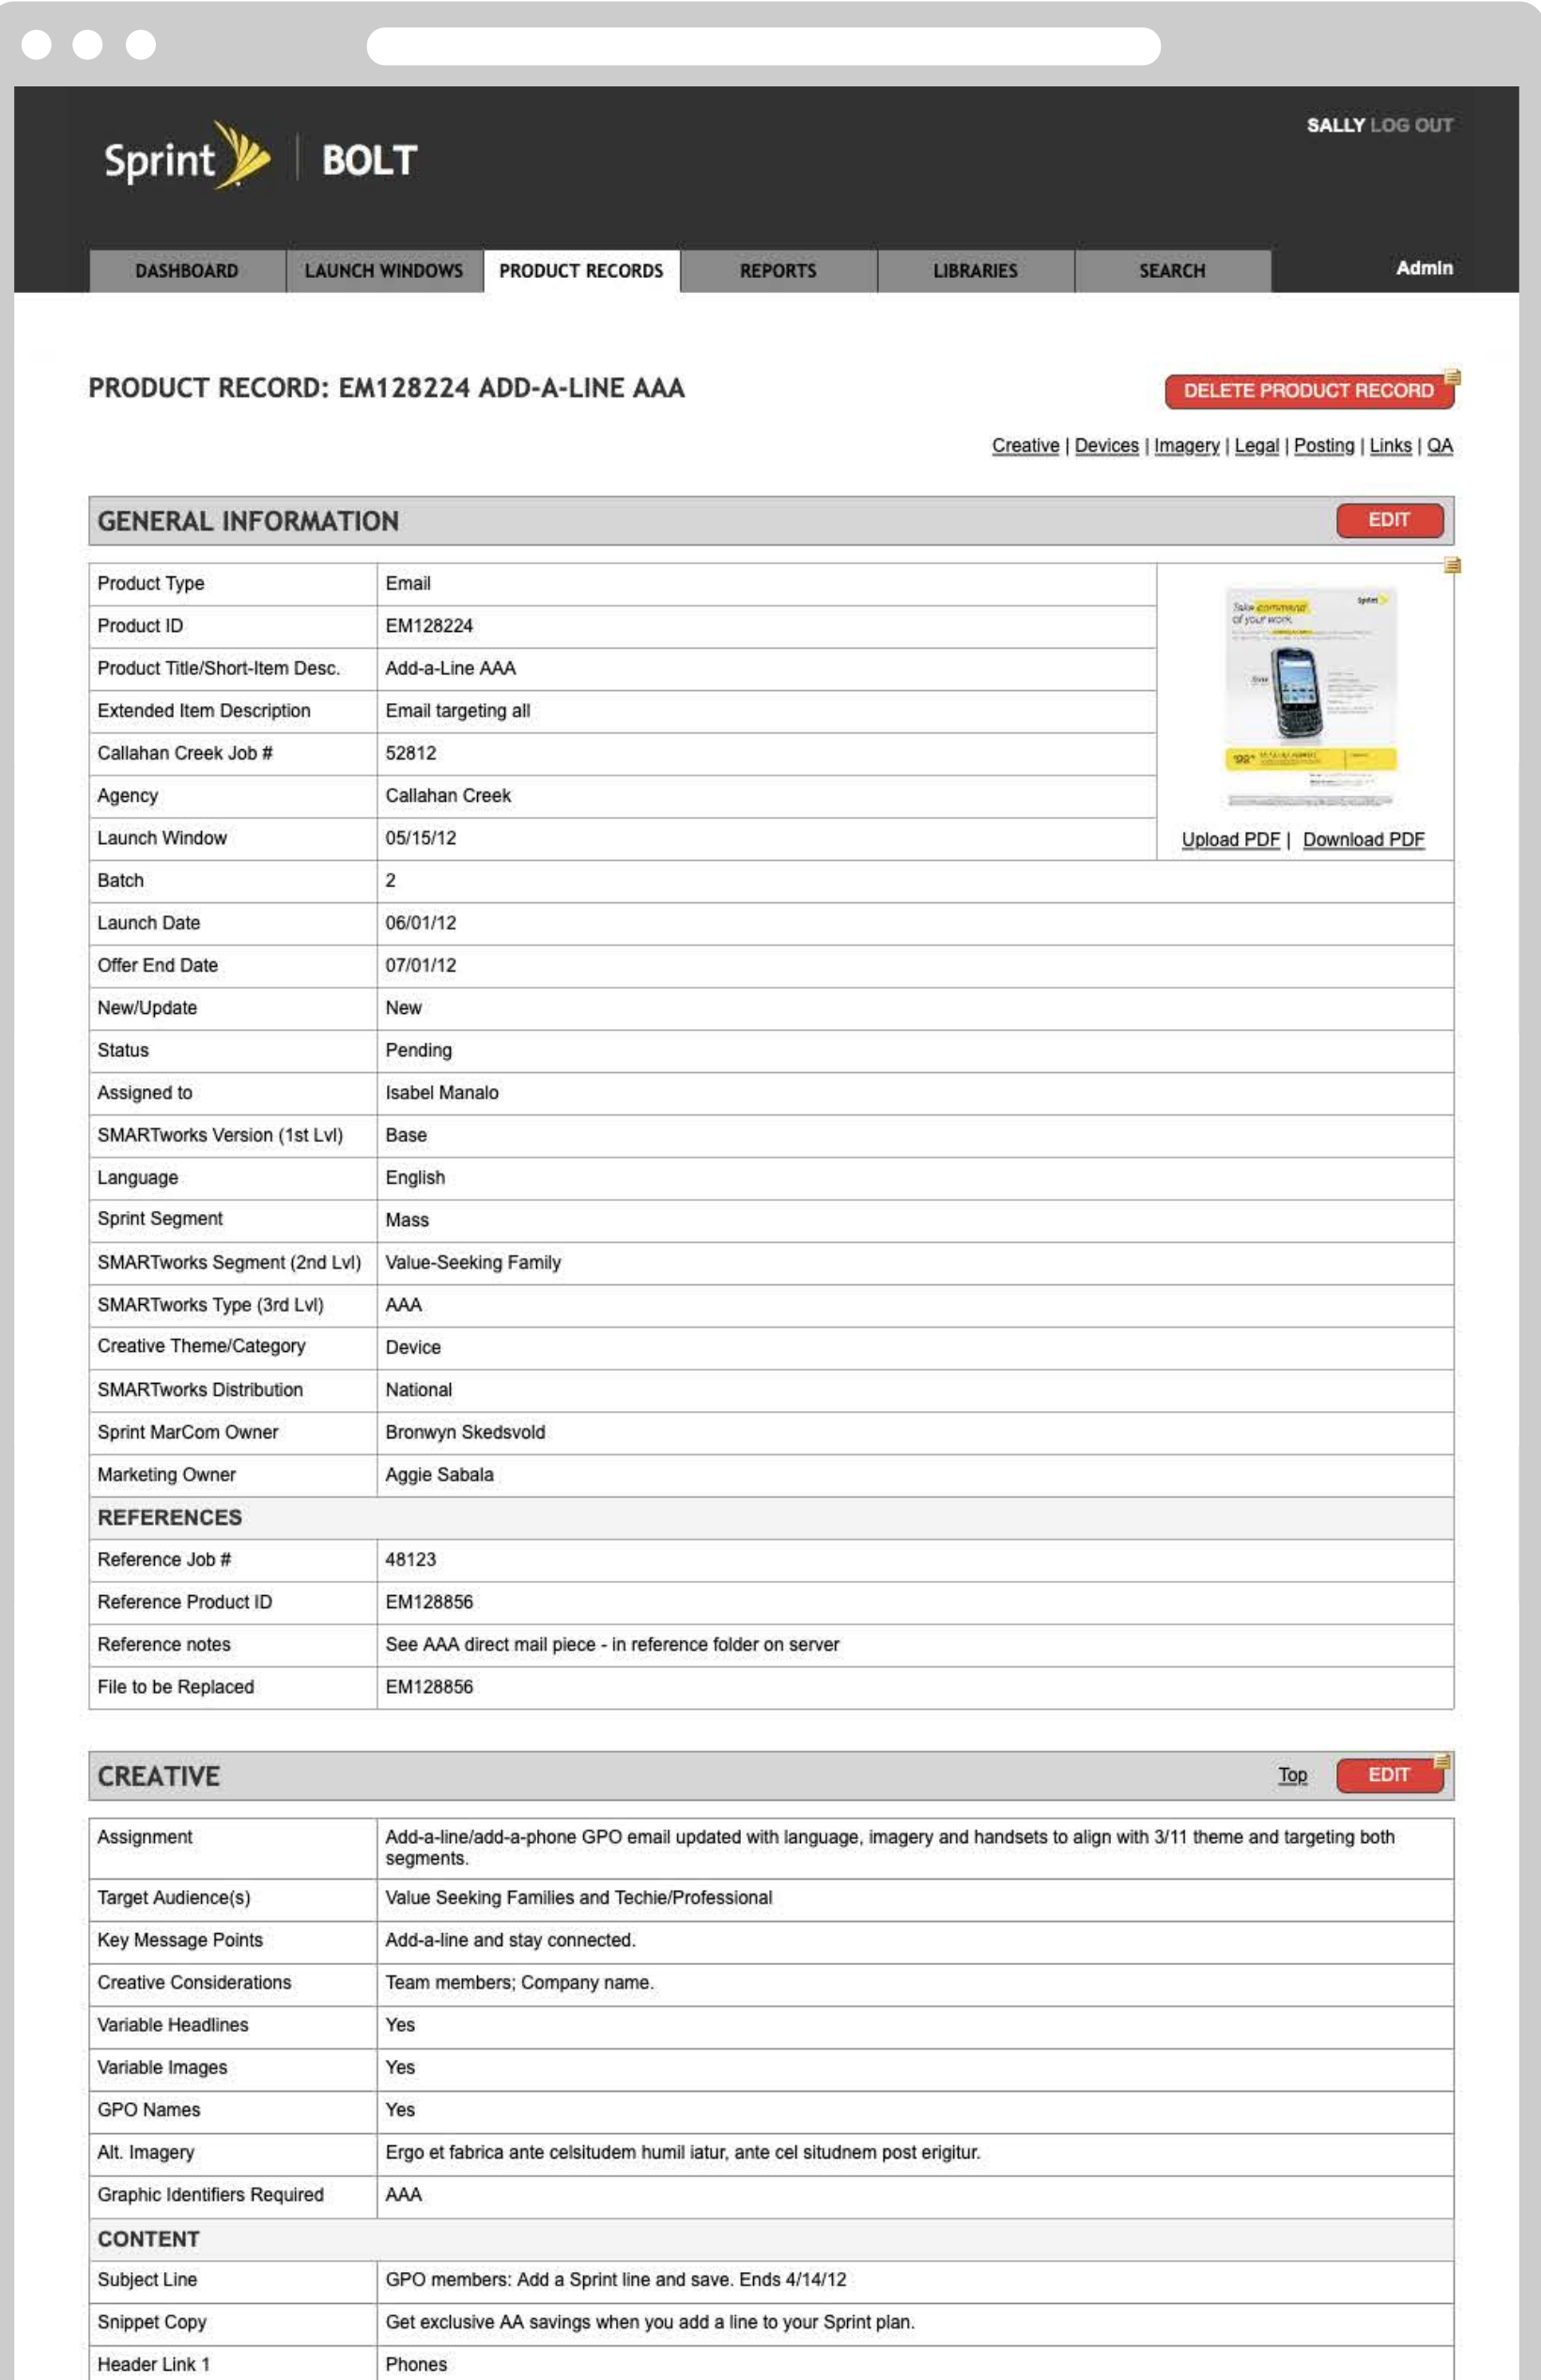 SALLY LOG OUT
Sprint | BOLT
DASHBOARD LAUNCH WINDOWS PRODUCT RECORDS REPORTS LIBRARIES SEARCH Admin
PRODUCT RECORD: EM128224 ADD-A-LINE AAA
DELETE PRODUCT RECORD
Creative | Devices | Imagery | Legal | Posting | Links | QA
GENERAL INFORMATION EDIT
Product Type Email
Product ID EM128224
Product Title/Short-Item Desc. Add-a-Line AAA
Extended Item Description Email targeting all
Callahan Creek Job # 52812
Agency Callahan Creek
Launch Window 05/15/12
Take command
of your work.
Sprint
Upload PDF | Download PDF
Batch 2
Launch Date 06/01/12
Offer End Date 07/01/12
New/Update New
Status Pending
Assigned to Isabel Manalo
SMARTworks Version (1st Lvl) Base
Language English
Sprint Segment Mass
SMARTworks Segment (2nd Lvl) Value-Seeking Family
SMARTworks Type (3rd Lvl) AAA
Creative Theme/Category Device
SMARTworks Distribution National
Sprint MarCom Owner Bronwyn Skedsvold
Marketing Owner Aggie Sabala
REFERENCES
Reference Job # 48123
Reference Product ID EM128856
Reference notes See AAA direct mail piece - in reference folder on server
File to be Replaced EM128856
CREATIVE Top EDIT
Assignment Add-a-line/add-a-phone GPO email updated with language, imagery and handsets to align with 3/11 theme and targeting both
segments.
Target Audience(s) Value Seeking Families and Techie/Professional
Key Message Points Add-a-line and stay connected.
Creative Considerations Team members; Company name.
Variable Headlines Yes
Variable Images Yes
GPO Names Yes
Alt. Imagery Ergo et fabrica ante celsitudem humil iatur, ante cel situdnem post erigitur.
Graphic Identifiers Required AAA
CONTENT
Subject Line GPO members: Add a Sprint line and save. Ends 4/14/12
Snippet Copy Get exclusive AA savings when you add a line to your Sprint plan.
Header Link 1 Phones